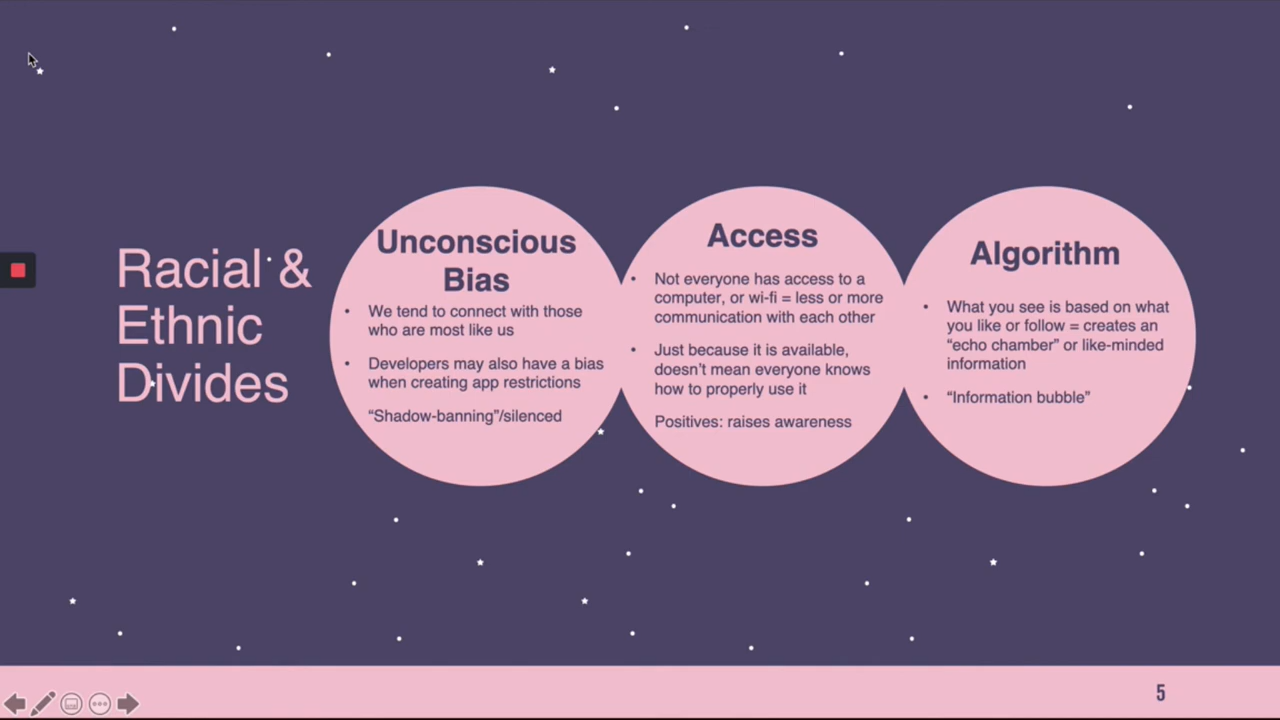 Racial &
Ethnic
Divides
Unconscious
Bias
• We tend to connect with those
who are most like us
• Developers may also have a bias
when creating app restrictions
“Shadow-banning”/silenced
Access
• Not everyone has access to a
computer, or wi-fi = less or more
communication with each other
• Just because it is available,
doesn’t mean everyone knows
how to properly use it
Positives: raises awareness
Algorithm
• What you see is based on what
you like or follow = creates an
“echo chamber” or like-minded
information
• “Information bubble”
5